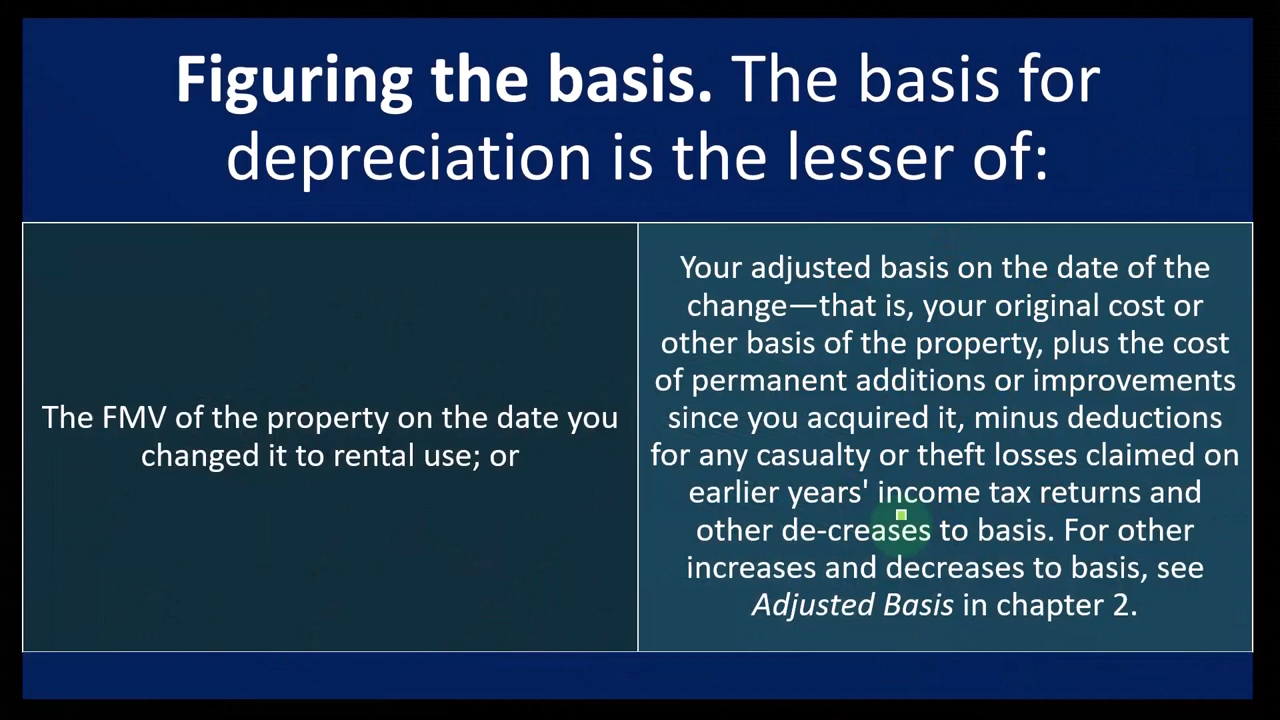 Figuring the basis. The basis for
depreciation is the lesser of:
The FMV of the property on the date you
changed it to rental use; or
Your adjusted basis on the date of the
change—that is, your original cost or
other basis of the property, plus the cost
of permanent additions or improvements
since you acquired it, minus deductions
for any casualty or theft losses claimed on
earlier years' income tax returns and
other de-creases to basis. For other
increases and decreases to basis, see
Adjusted Basis in chapter 2.